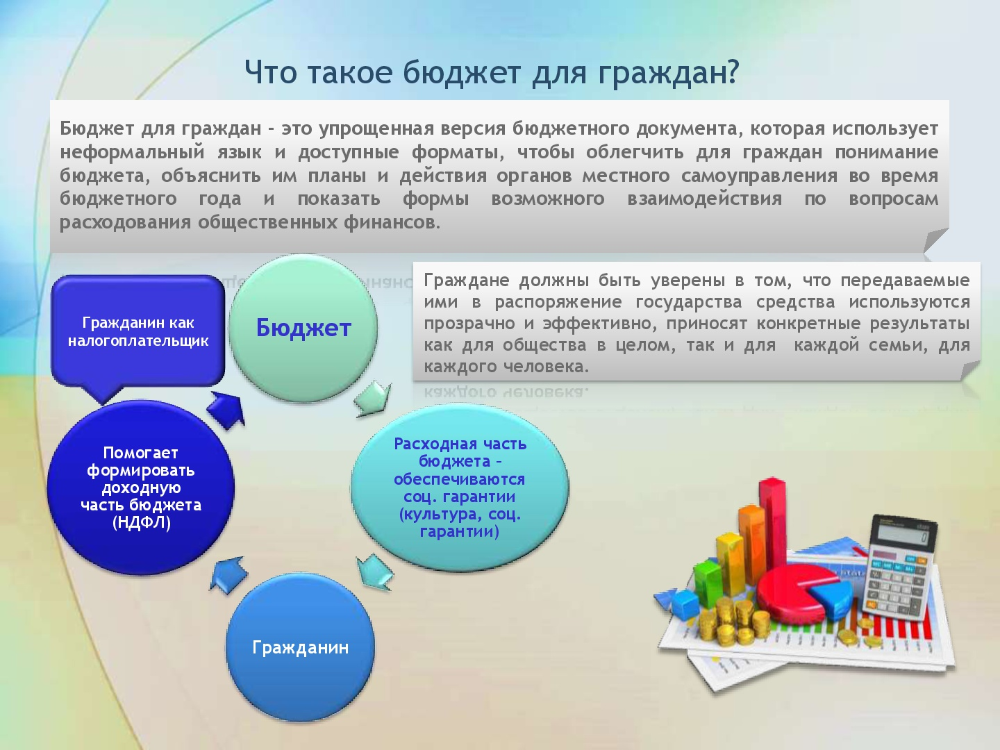 Что такое бюджет для граждан?
Бюджет для граждан - это упрощенная версия бюджетного документа, которая использует
неформальный язык и доступные форматы, чтобы облегчить для граждан понимание
бюджета, объяснить им планы и действия органов местного самоуправления во время
бюджетного года и показать формы возможного взаимодействия по вопросам
расходования общественных финансов.
Граждане должны быть уверены в том, что передаваемые
ими в распоряжение государства средства используются
прозрачно и эффективно, приносят конкретные результаты
как для общества в целом, так и для каждой семьи, для
каждого человека.
Гражданин как
налогоплательщик
Бюджет
Расходная часть
бюджета –
обеспечиваются
соц. гарантии
(культура, соц.
гарантии)
Гражданин
Помогает
формировать
доходную
часть бюджета
(НДФЛ)